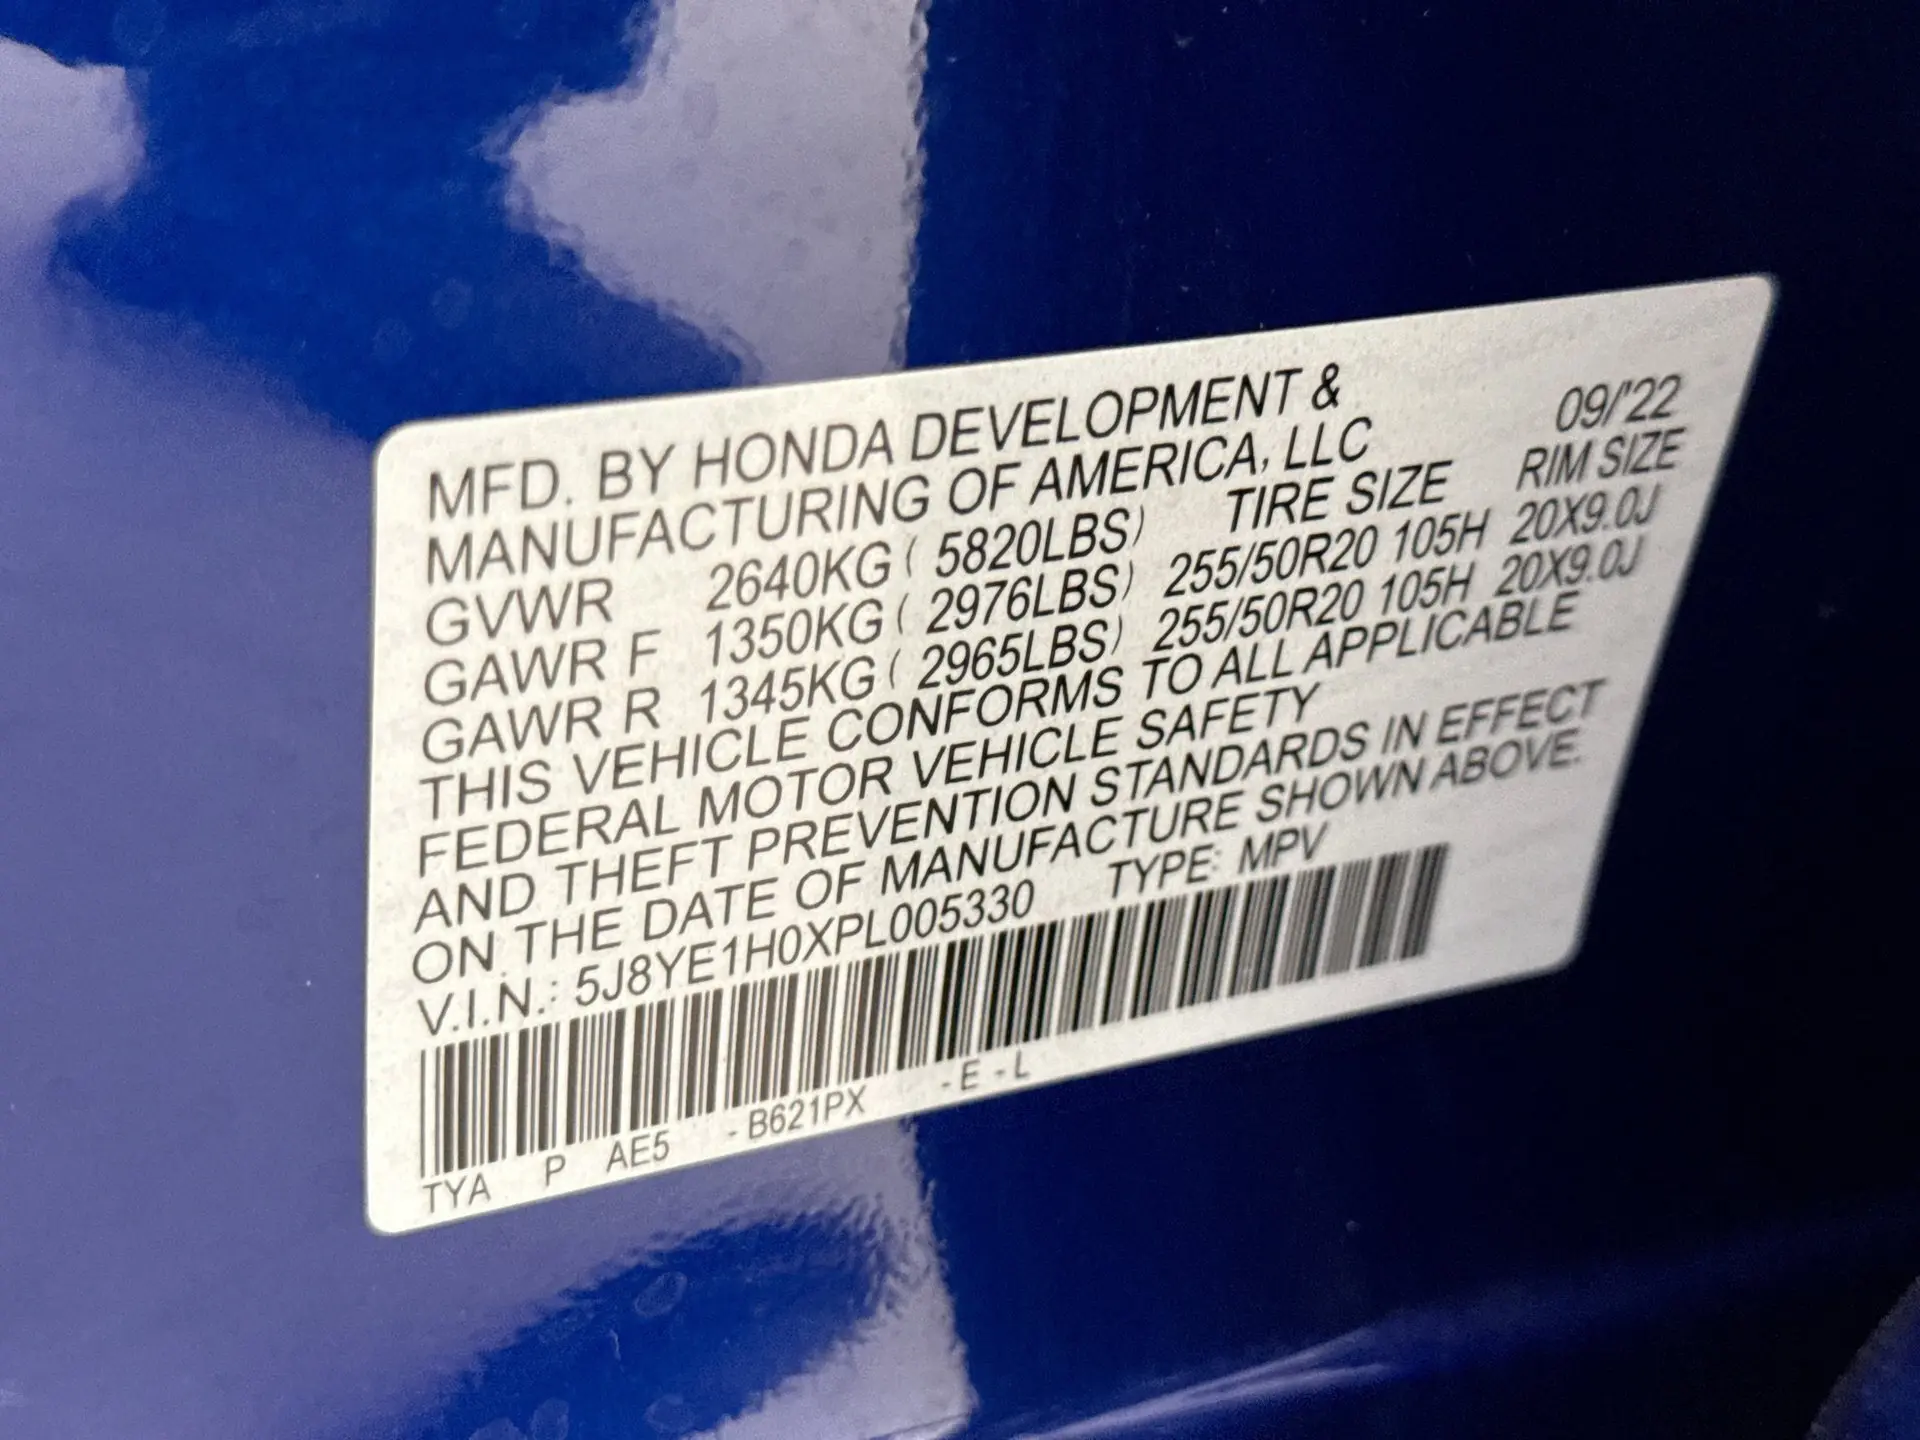 MFD. BY HONDA DEVELOPMENT &
MANUFACTURING OF AMERICA, LLC 09/'22
GVWR 2640KG ( 5820LBS) TIRE SIZE RIM SIZE
GAWR F 1350KG ( 2976LBS) 255/50R20 105H 20X9.0J
GAWR R 1345KG ( 2965LBS) 255/50R20 105H 20X9.0J
THIS VEHICLE CONFORMS TO ALL APPLICABLE
FEDERAL MOTOR VEHICLE SAFETY
AND THEFT PREVENTION STANDARDS IN EFFECT
ON THE DATE OF MANUFACTURE SHOWN ABOVE.
V.I.N.: 5J8YE1H0XPL005330 TYPE: MPV
TYA P AE5 - B621PX - E - L